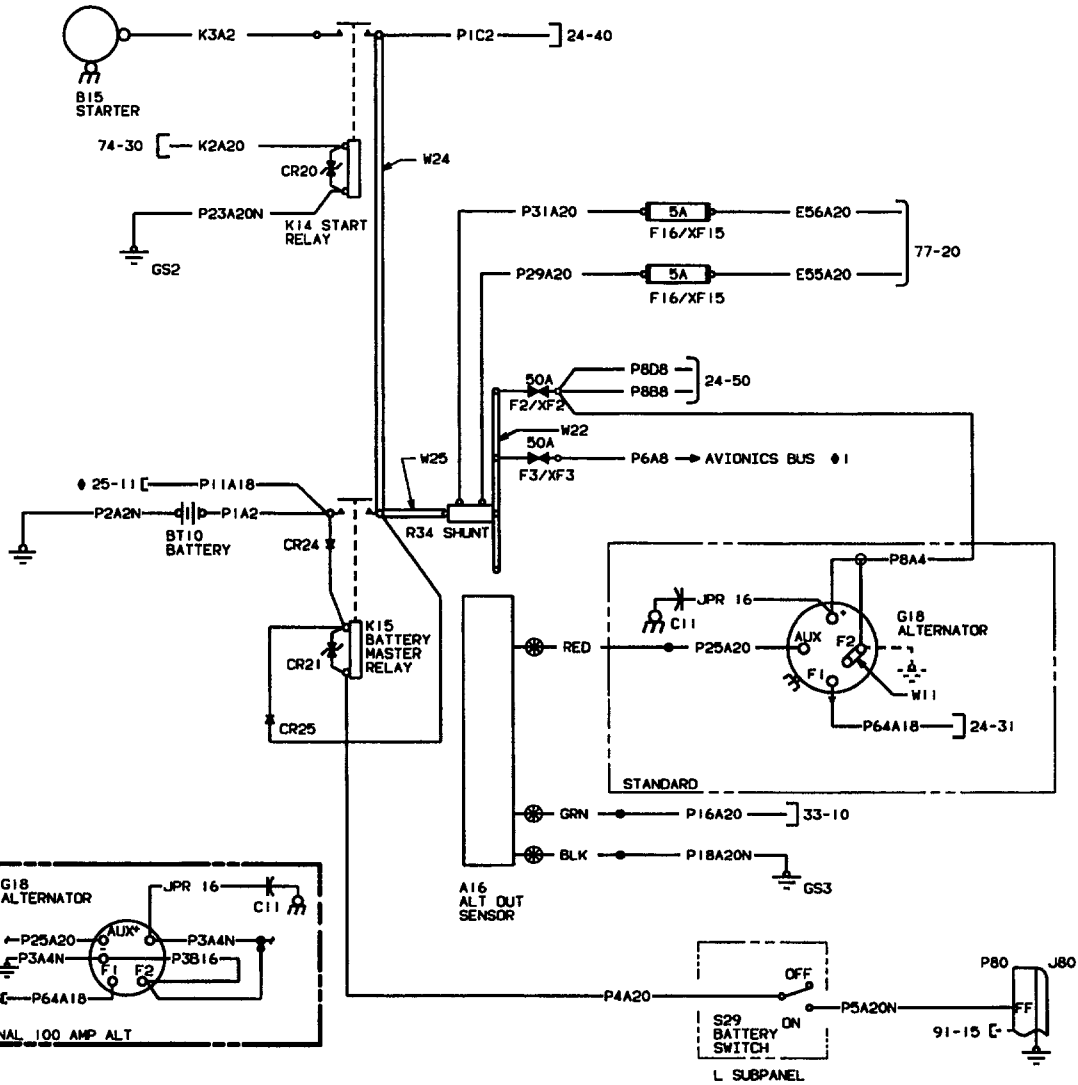 K3A2
P1C2
24-40
B15
STARTER
74-30
K2A20
W24
CR20
P23A20N
K14 START
RELAY
GS2
P31A20
5A
E56A20
F16/XF15
77-20
P29A20
5A
E55A20
F16/XF15
50A
P8D8
P8B8
24-50
F2/XF2
W22
50A
P6A8
AVIONICS BUS ♦1
F3/XF3
W25
♦ 25-11
P11A18
P2A2N
P1A2
BT10
BATTERY
R34 SHUNT
CR24
P8A4
JPR 16
C11
+
G18
ALTERNATOR
K15
BATTERY
MASTER
RELAY
CR21
RED
P25A20
AUX
F2
F1
W11
CR25
P64A18
24-31
STANDARD
GRN
P16A20
33-10
BLK
P18A20N
GS3
A16
ALT OUT
SENSOR
G18
ALTERNATOR
JPR 16
C11
AUX+
P25A20
P3A4N
P3A4N
-
P3B16
F1
F2
P64A18
NAL 100 AMP ALT
OFF
P4A20
P5A20N
ON
S29
BATTERY
SWITCH
L SUBPANEL
P80
J80
FF
91-15